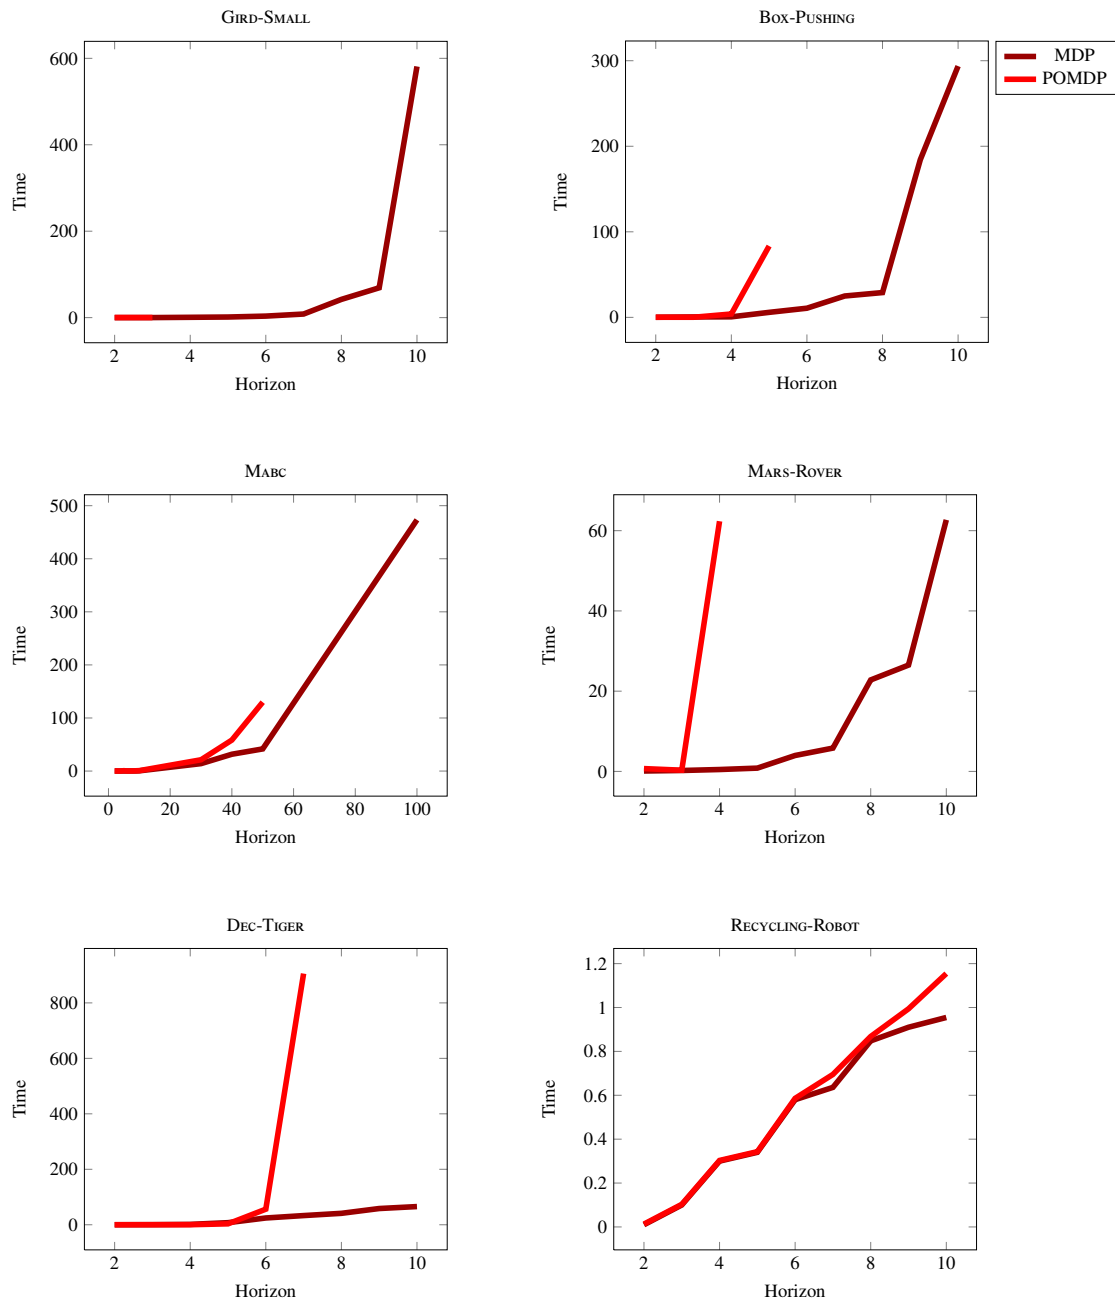 Gird-Small
600
400
200
0
2 4 6 8 10
Time
Horizon
Box-Pushing
300
200
100
0
2 4 6 8 10
Time
Horizon
MDP
POMDP
Mabc
500
400
300
200
100
0
0 20 40 60 80 100
Time
Horizon
Mars-Rover
60
40
20
0
2 4 6 8 10
Time
Horizon
Dec-Tiger
800
600
400
200
0
2 4 6 8 10
Time
Horizon
Recycling-Robot
1.2
1
0.8
0.6
0.4
0.2
0
2 4 6 8 10
Time
Horizon